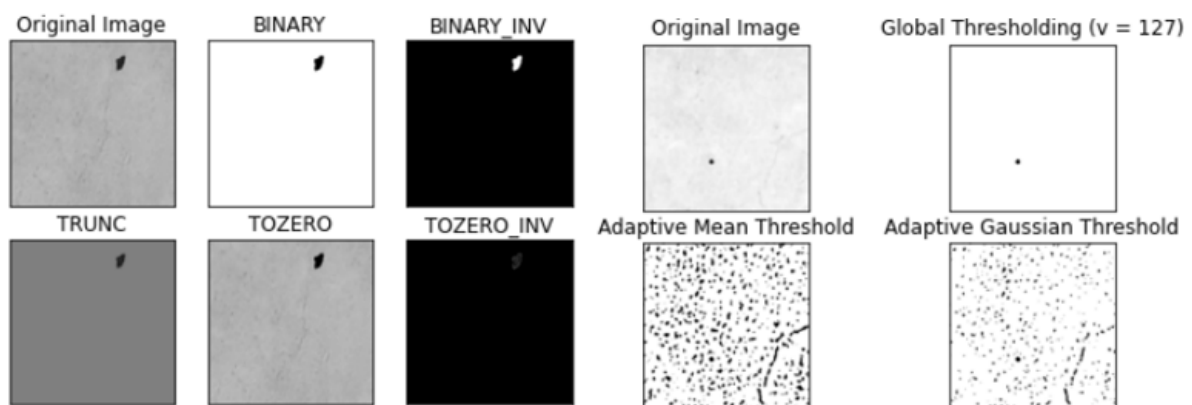 Original Image
BINARY
BINARY_INV
Original Image
Global Thresholding (v = 127)
TRUNC
TOZERO
TOZERO_INV
Adaptive Mean Threshold
Adaptive Gaussian Threshold